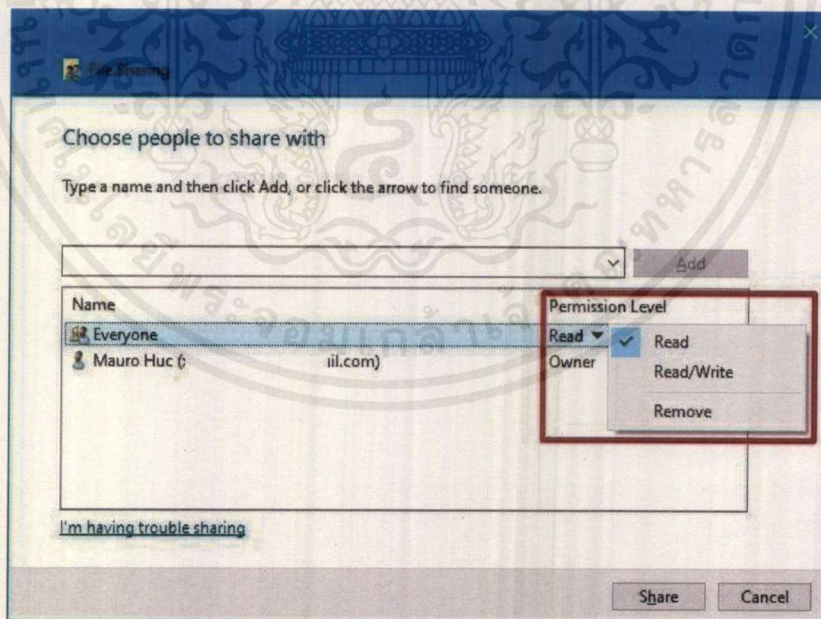 File Sharing
Choose people to share with
Type a name and then click Add, or click the arrow to find someone.
Add
Name Permission Level
Everyone Read
Mauro Huc (: iil.com) Owner
Read
Read/Write
Remove
I'm having trouble sharing
Share Cancel